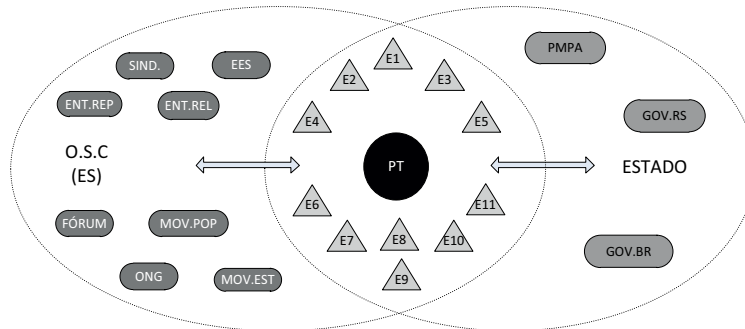 SIND.
EES
ENT.REP
ENT.REL
O.S.C
(ES)
FÓRUM
MOV.POP
ONG
MOV.EST
E1
E2
E3
E4
E5
PT
E6
E11
E7
E8
E10
E9
PMPA
GOV.RS
ESTADO
GOV.BR